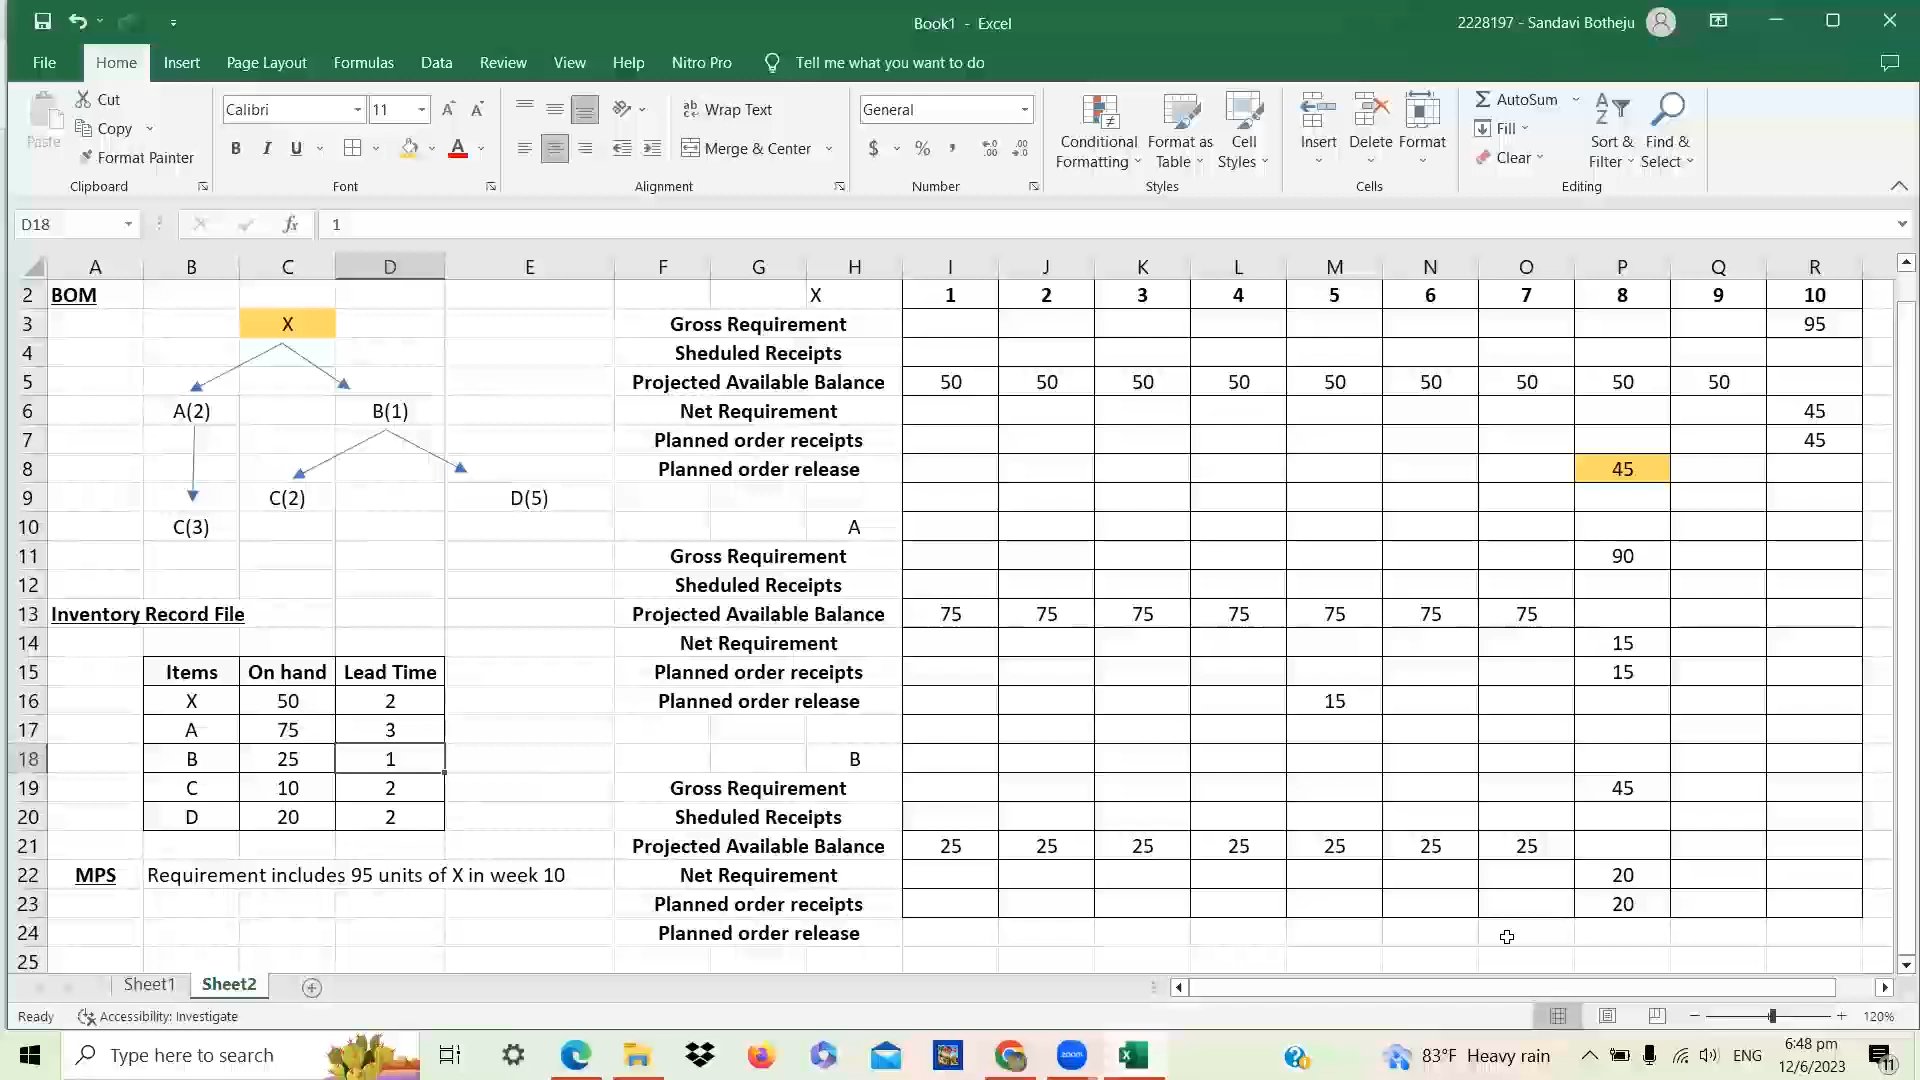 Book1 - Excel
2228197 - Sandavi Botheju
File Home Insert Page Layout Formulas Data Review View Help Nitro Pro Tell me what you want to do
Paste
Cut
Copy
Format Painter
Clipboard
Calibri 11
B I U
Font
Wrap Text
Merge & Center
Alignment
General
$ % ,
Number
Conditional Formatting
Format as Table
Cell Styles
Styles
Insert Delete Format
Cells
AutoSum
Fill
Clear
Sort & Filter
Find & Select
Editing
D18 fx 1
A B C D E F G H I J K L M N O P Q R
2 BOM X 1 2 3 4 5 6 7 8 9 10
3 X Gross Requirement 95
4 Sheduled Receipts
5 Projected Available Balance 50 50 50 50 50 50 50 50 50
6 A(2) B(1) Net Requirement 45
7 Planned order receipts 45
8 Planned order release 45
9 C(2) D(5)
10 C(3) A
11 Gross Requirement 90
12 Sheduled Receipts
13 Inventory Record File Projected Available Balance 75 75 75 75 75 75 75
14 Net Requirement 15
15 Items On hand Lead Time Planned order receipts 15
16 X 50 2 Planned order release 15
17 A 75 3
18 B 25 1 B
19 C 10 2 Gross Requirement 45
20 D 20 2 Sheduled Receipts
21 Projected Available Balance 25 25 25 25 25 25 25
22 MPS Requirement includes 95 units of X in week 10 Net Requirement 20
23 Planned order receipts 20
24 Planned order release
25
Sheet1 Sheet2
Ready Accessibility: Investigate 120%
Type here to search
zoom
83°F Heavy rain ENG
6:48 pm
12/6/2023
11